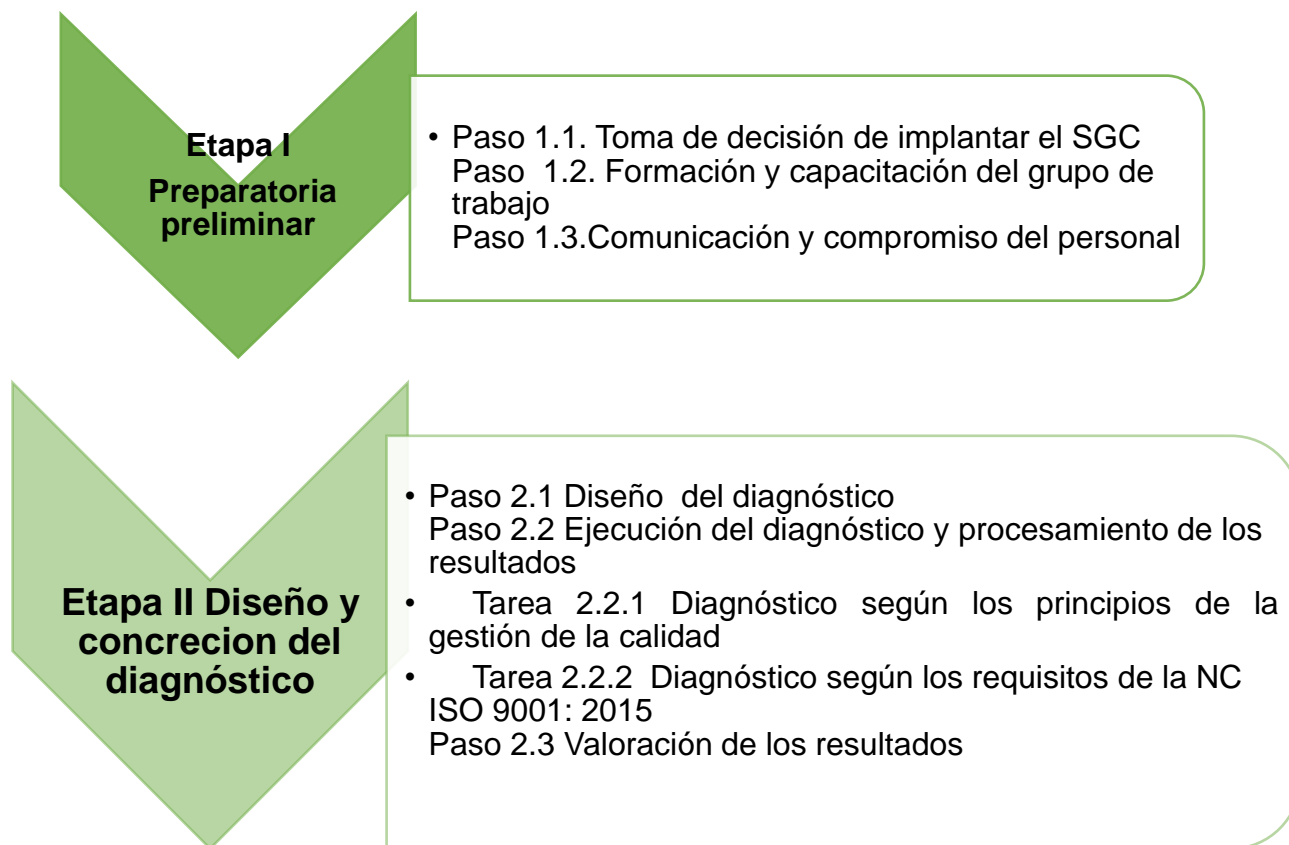 Etapa I
Preparatoria
preliminar
• Paso 1.1. Toma de decisión de implantar el SGC
Paso 1.2. Formación y capacitación del grupo de
trabajo
Paso 1.3.Comunicación y compromiso del personal
Etapa II Diseño y
concrecion del
diagnóstico
• Paso 2.1 Diseño del diagnóstico
Paso 2.2 Ejecución del diagnóstico y procesamiento de los
resultados
• Tarea 2.2.1 Diagnóstico según los principios de la
gestión de la calidad
• Tarea 2.2.2 Diagnóstico según los requisitos de la NC
ISO 9001: 2015
Paso 2.3 Valoración de los resultados